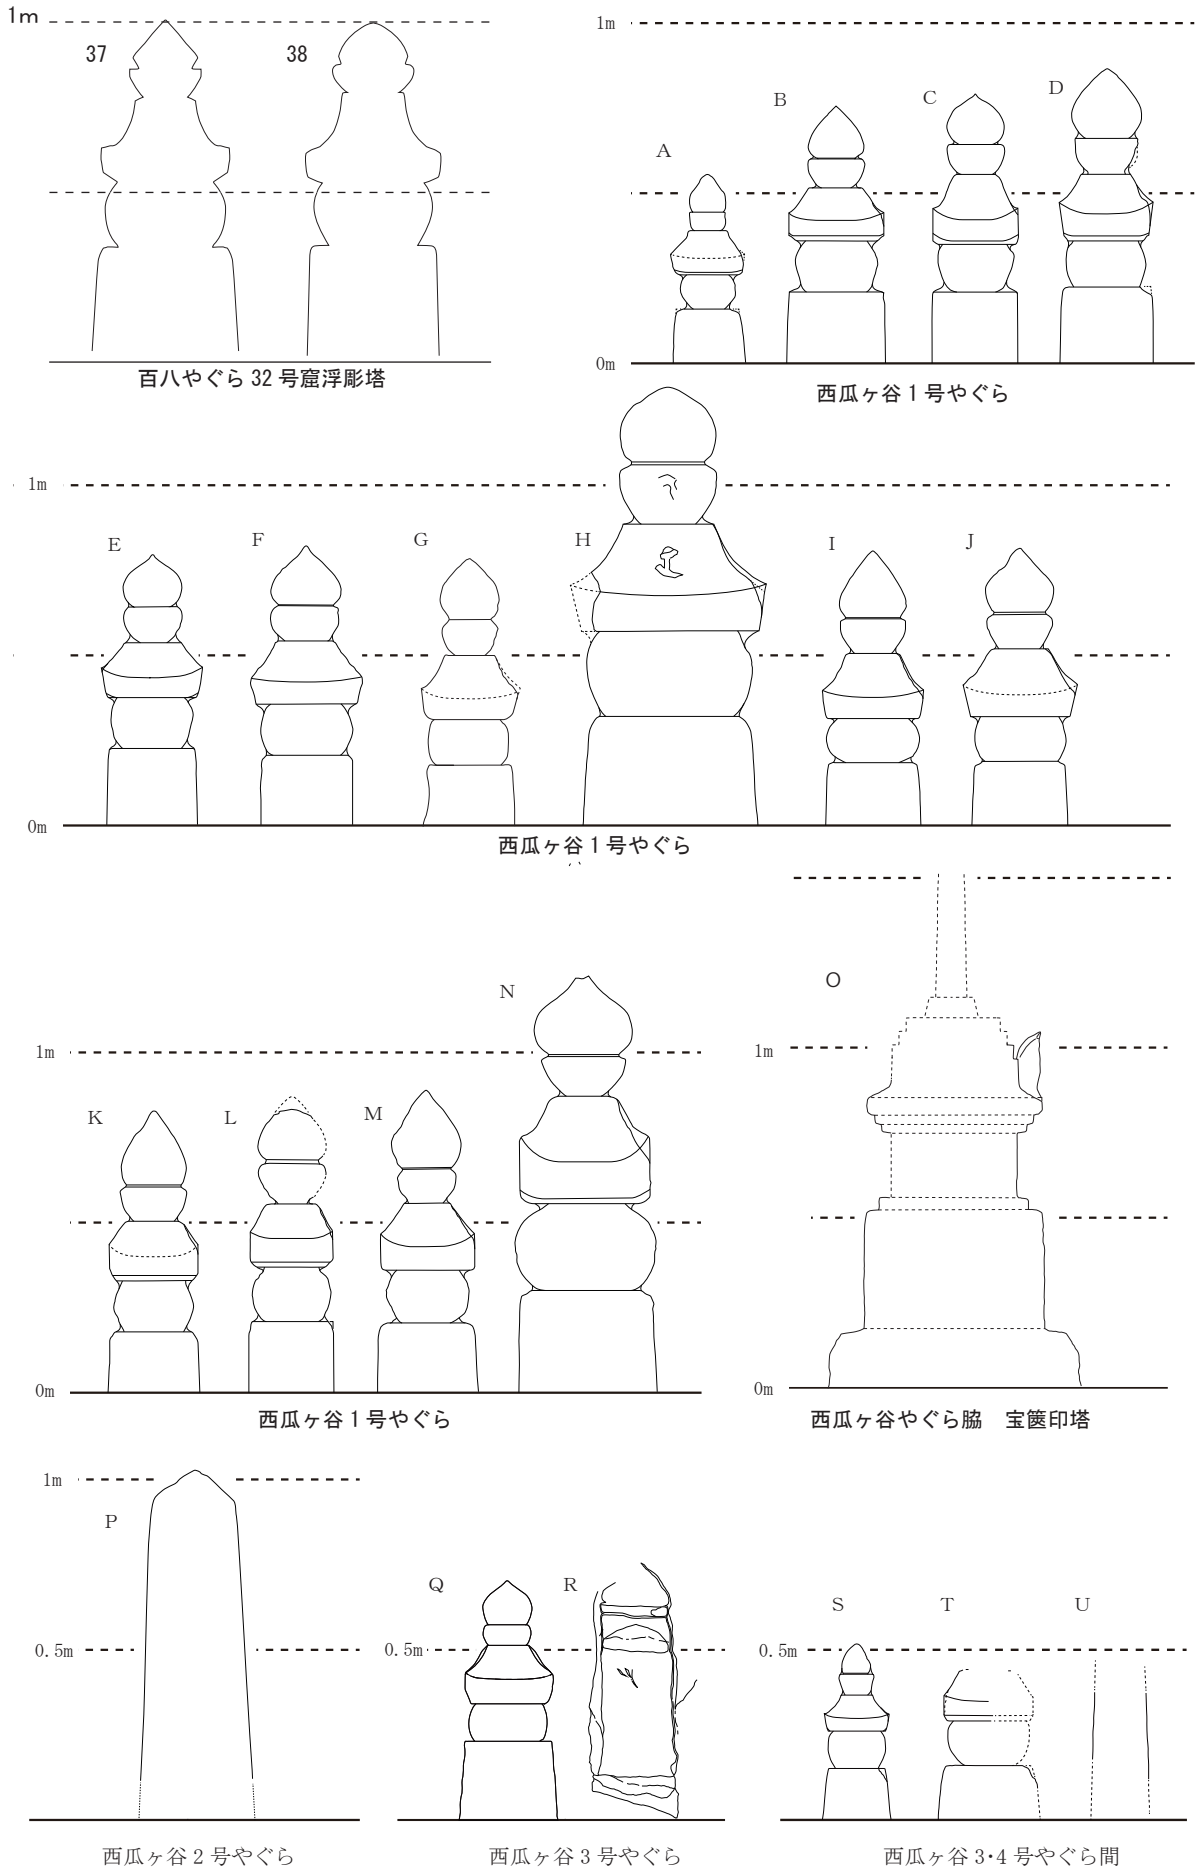 1m
37
38
百八やぐら 32 号窟浮彫塔
1m
A
B
C
D
0m
西瓜ヶ谷 1 号やぐら
1m
E
F
G
H
I
J
0m
西瓜ヶ谷 1 号やぐら
1m
K
L
M
N
0m
西瓜ヶ谷 1 号やぐら
O
1m
0m
西瓜ヶ谷やぐら脇　宝篋印塔
1m
P
0.5m
西瓜ヶ谷 2 号やぐら
Q
R
0.5m
西瓜ヶ谷 3 号やぐら
S
T
U
0.5m
西瓜ヶ谷 3・4 号やぐら間